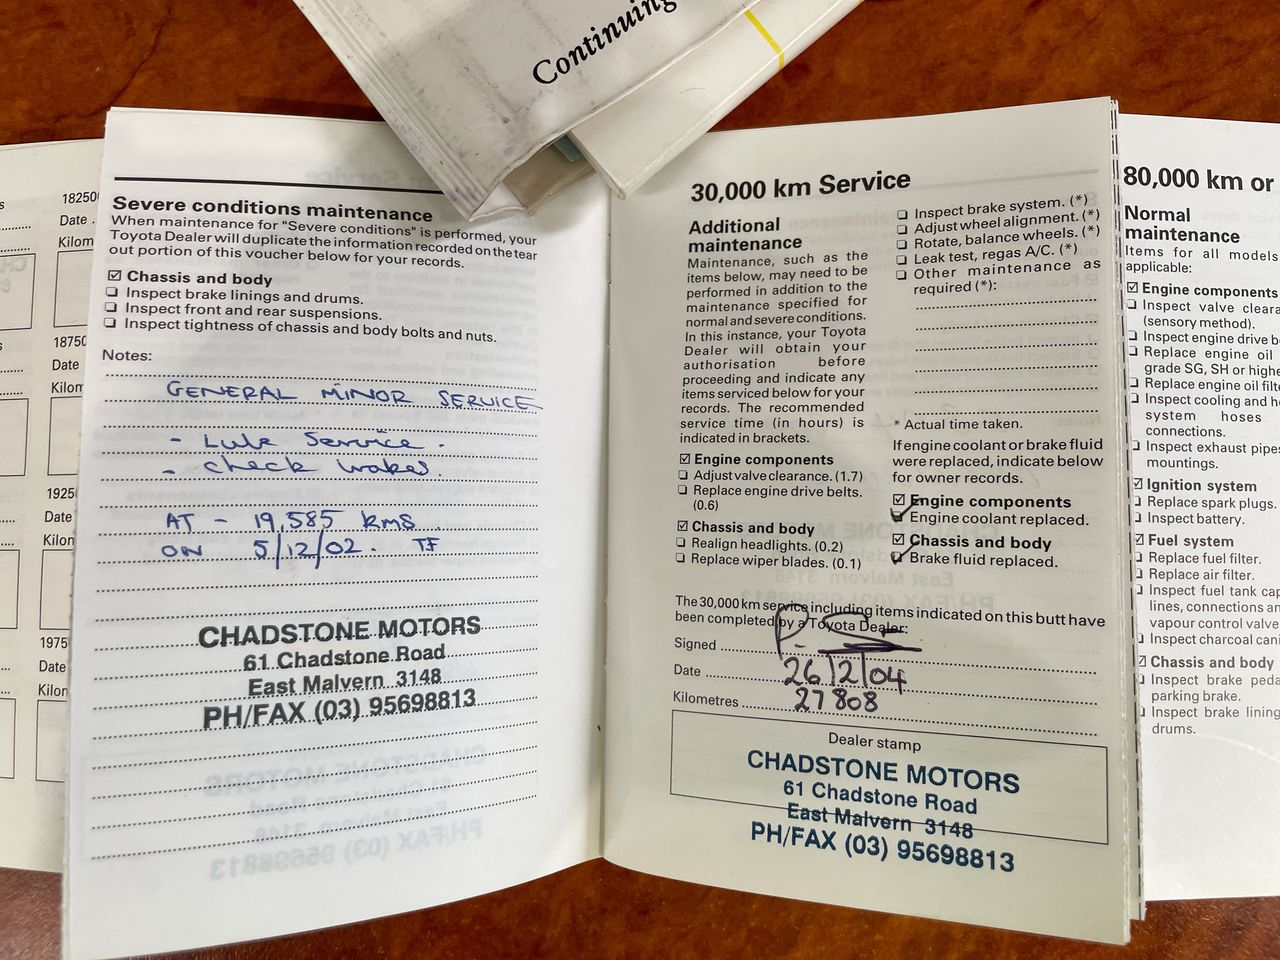 Continuing
18250
Date .
Kilom
1875
Date
Kilom
1925
Date
Kilon
1975
Date
Kilon
Severe conditions maintenance
When maintenance for "Severe conditions" is performed, your
Toyota Dealer will duplicate the information recorded on the tear
out portion of this voucher below for your records.
☑ Chassis and body
❏ Inspect brake linings and drums.
❏ Inspect front and rear suspensions.
❏ Inspect tightness of chassis and body bolts and nuts.
Notes:
GENERAL MINOR SERVICE
- Lube Service.
- check brakes.
AT - 19,585 kms
ON 5/12/02. TF
CHADSTONE MOTORS
61 Chadstone Road
East Malvern 3148
PH/FAX (03) 95698813
30,000 km Service
Additional
maintenance
Maintenance, such as the
items below, may need to be
performed in addition to the
maintenance specified for
normal and severe conditions.
In this instance, your Toyota
Dealer will obtain your
authorisation before
proceeding and indicate any
items serviced below for your
records. The recommended
service time (in hours) is
indicated in brackets.
☑ Engine components
❏ Adjust valve clearance. (1.7)
❏ Replace engine drive belts.
(0.6)
☑ Chassis and body
❏ Realign headlights. (0.2)
❏ Replace wiper blades. (0.1)
❏ Inspect brake system. (*)
❏ Adjust wheel alignment. (*)
❏ Rotate, balance wheels. (*)
❏ Leak test, regas A/C. (*)
❏ Other maintenance as
required (*):
* Actual time taken.
If engine coolant or brake fluid
were replaced, indicate below
for owner records.
☑ Engine components
☑ Engine coolant replaced.
☑ Chassis and body
☑ Brake fluid replaced.
The 30,000 km service including items indicated on this butt have
been completed by a Toyota Dealer:
Signed
Date 26/2/04
Kilometres 27808
Dealer stamp
CHADSTONE MOTORS
61 Chadstone Road
East Malvern 3148
PH/FAX (03) 95698813
80,000 km or
Normal
maintenance
Items for all models
applicable:
☑ Engine components
❏ Inspect valve cleara
(sensory method).
❏ Inspect engine drive be
❏ Replace engine oil
grade SG, SH or highe
❏ Replace engine oil filte
❏ Inspect cooling and he
system hoses
connections.
❏ Inspect exhaust pipes
mountings.
☑ Ignition system
❏ Replace spark plugs.
❏ Inspect battery.
☑ Fuel system
❏ Replace fuel filter.
❏ Replace air filter.
❏ Inspect fuel tank cap
lines, connections an
vapour control valve
❏ Inspect charcoal cani
☑ Chassis and body
❏ Inspect brake peda
parking brake.
❏ Inspect brake lining
drums.